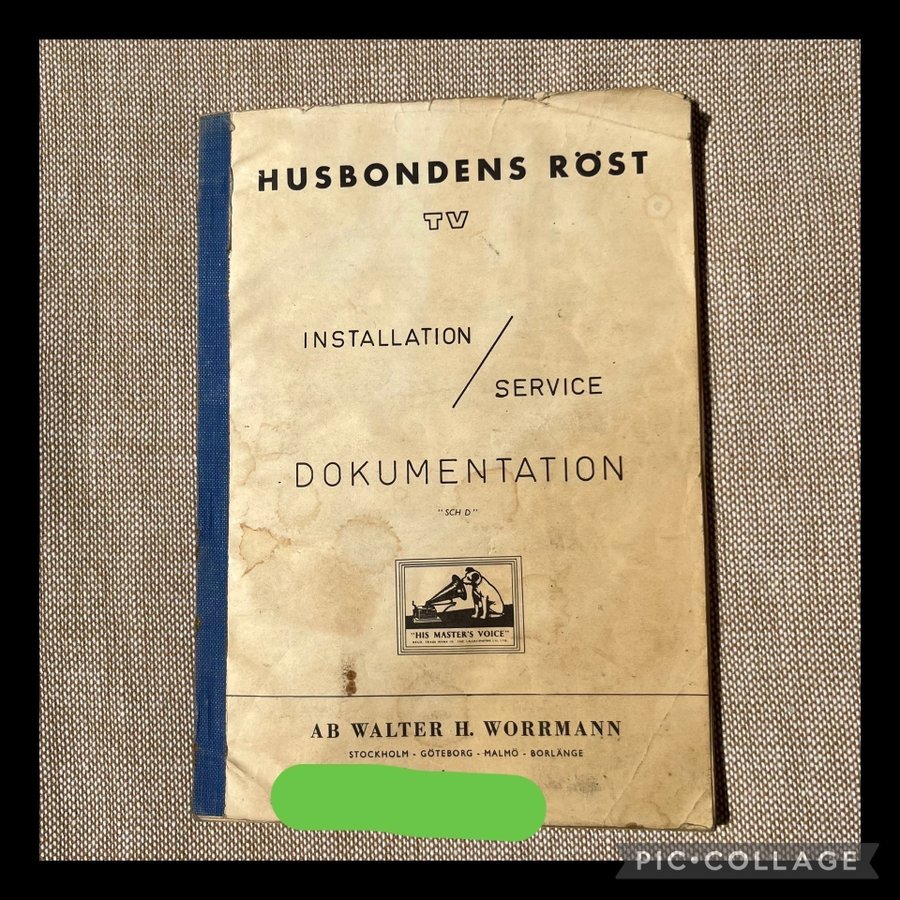 HUSBONDENS RÖST
TV
INSTALLATION /
SERVICE
DOKUMENTATION
"SCH D"
"HIS MASTER'S VOICE"
AB WALTER H. WORRMANN
STOCKHOLM - GÖTEBORG - MALMÖ - BORLÄNGE
PIC•COLLAGE